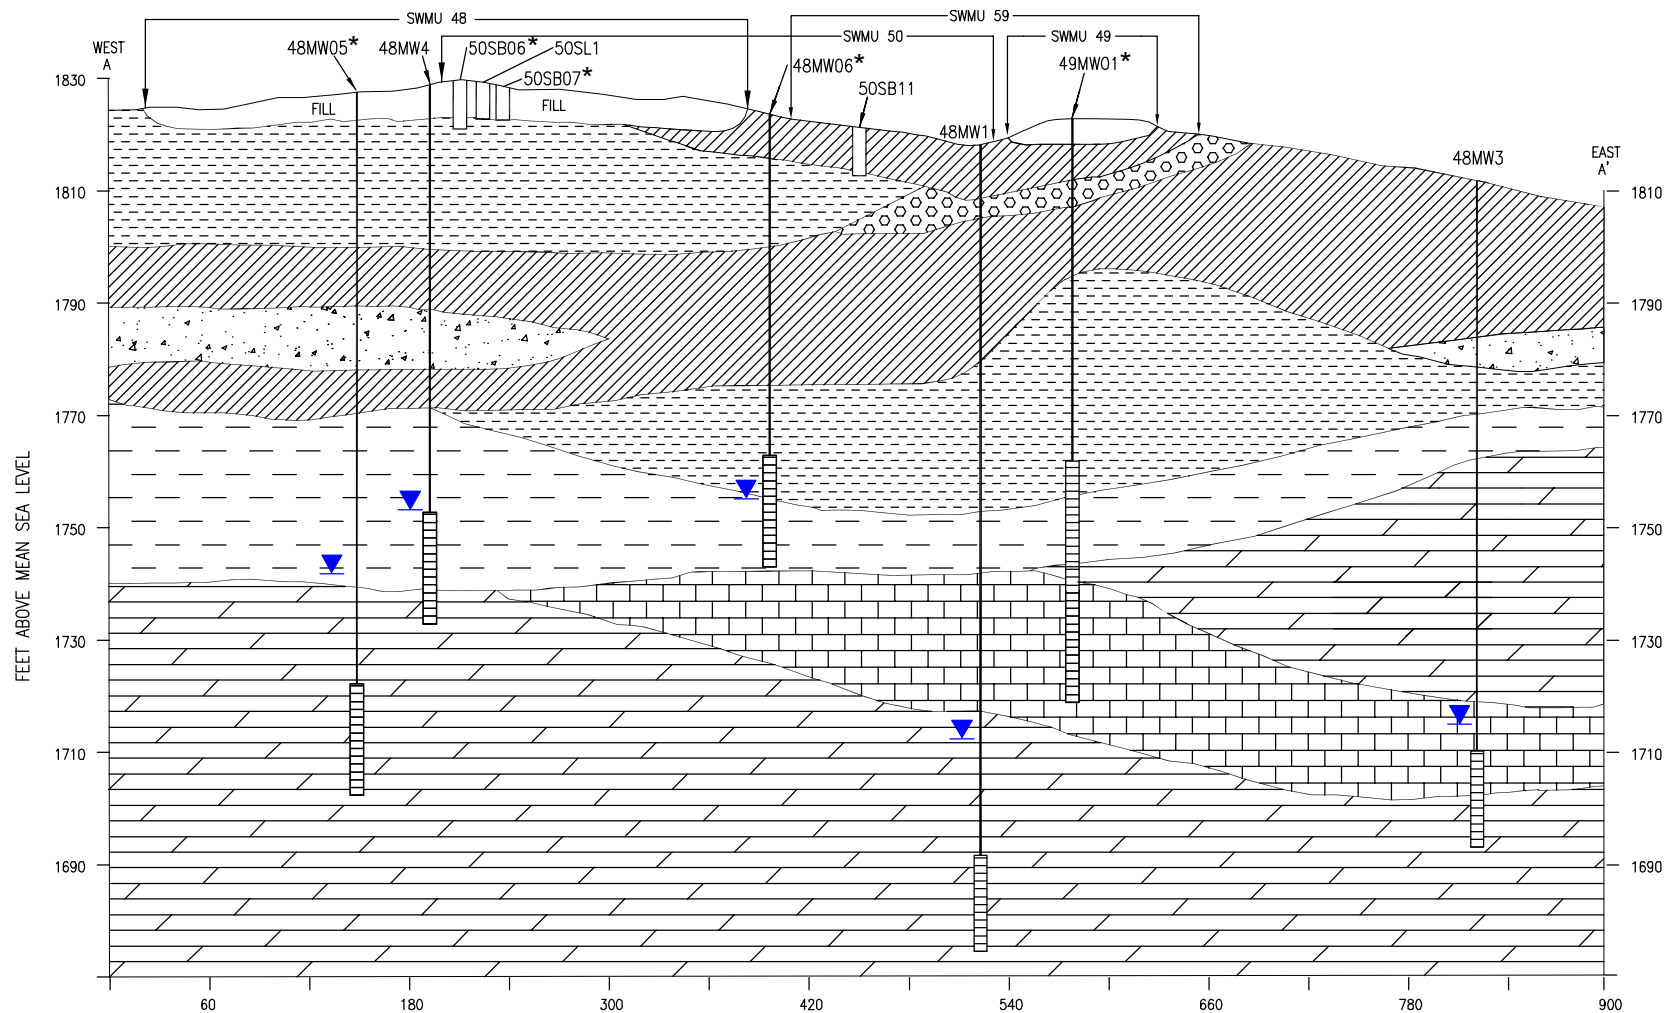 SWMU 48
SWMU 59
SWMU 50
SWMU 49
WEST
A
48MW05*
48MW4
50SB06*
50SL1
50SB07*
48MW06*
50SB11
49MW01*
48MW1
48MW3
EAST
A'
FILL
FILL
1830
1810
1790
1770
1750
1730
1710
1690
1810
1790
1770
1750
1730
1710
1690
FEET ABOVE MEAN SEA LEVEL
60
180
300
420
540
660
780
900